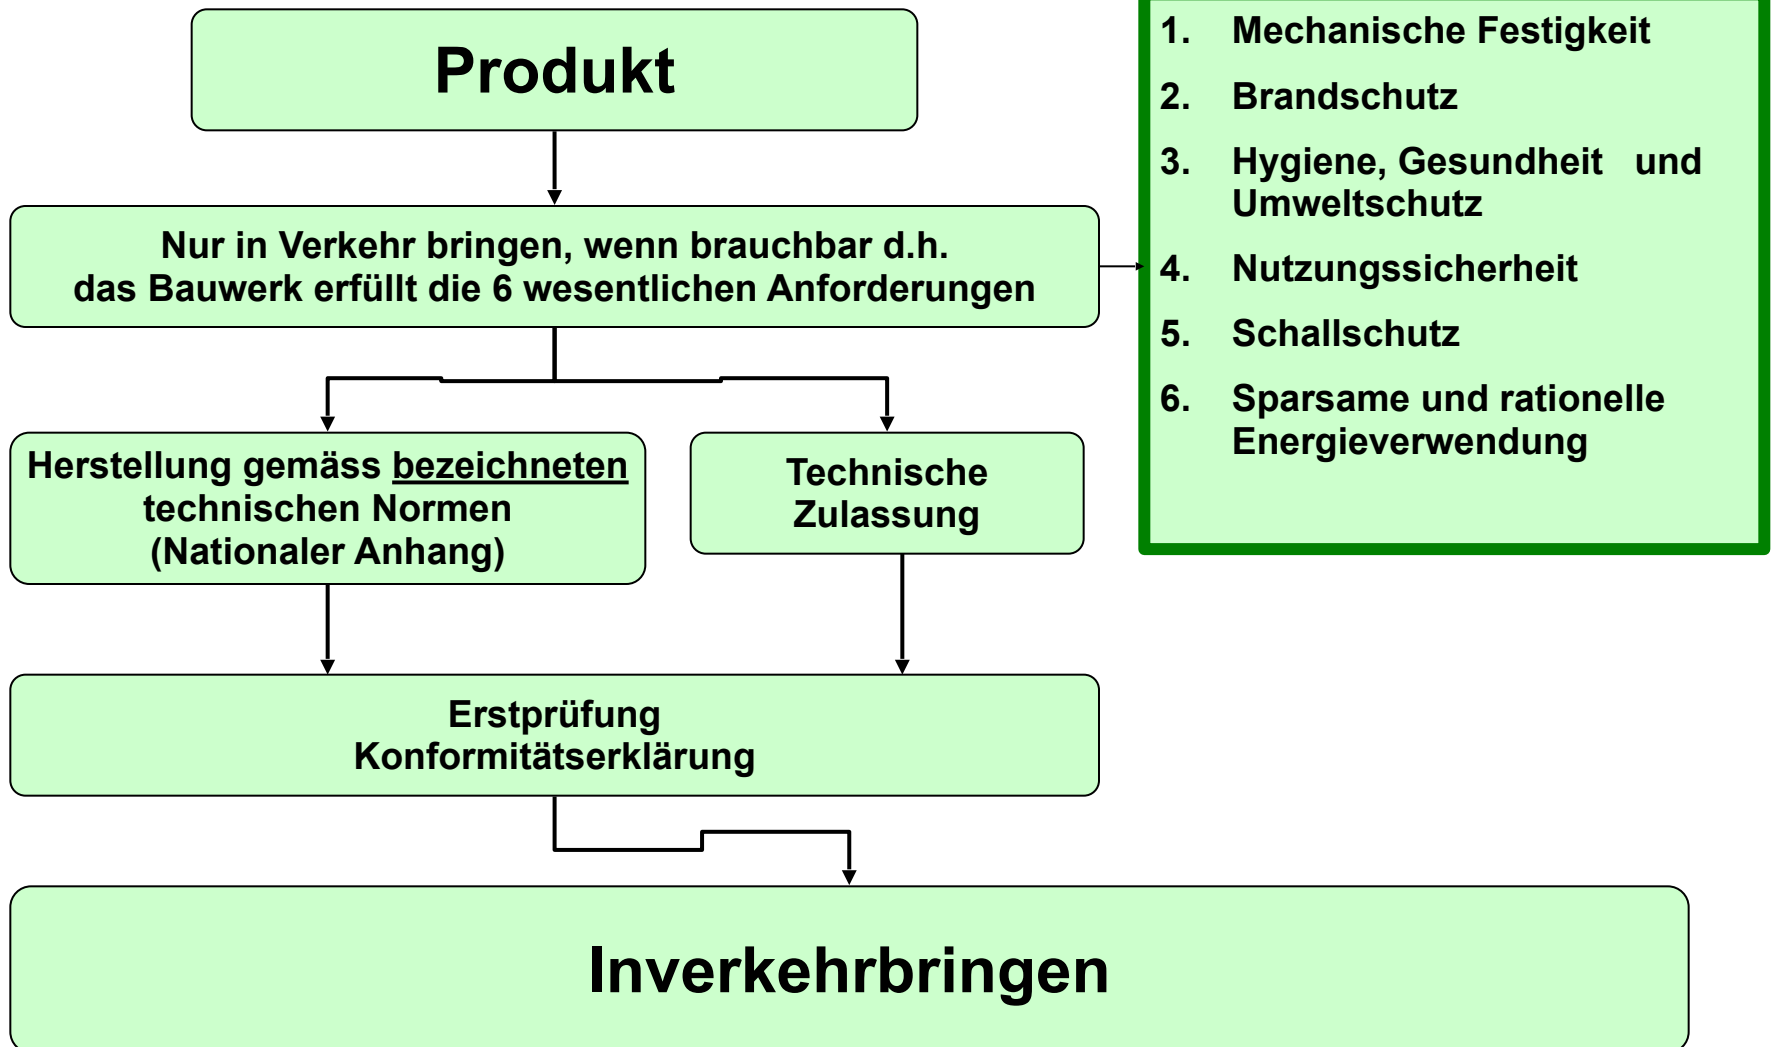 Produkt
Nur in Verkehr bringen, wenn brauchbar d.h.
das Bauwerk erfüllt die 6 wesentlichen Anforderungen
1. Mechanische Festigkeit
2. Brandschutz
3. Hygiene, Gesundheit und
Umweltschutz
4. Nutzungssicherheit
5. Schallschutz
6. Sparsame und rationelle
Energieverwendung
Herstellung gemäss bezeichneten
technischen Normen
(Nationaler Anhang)
Technische
Zulassung
Erstprüfung
Konformitätserklärung
Inverkehrbringen